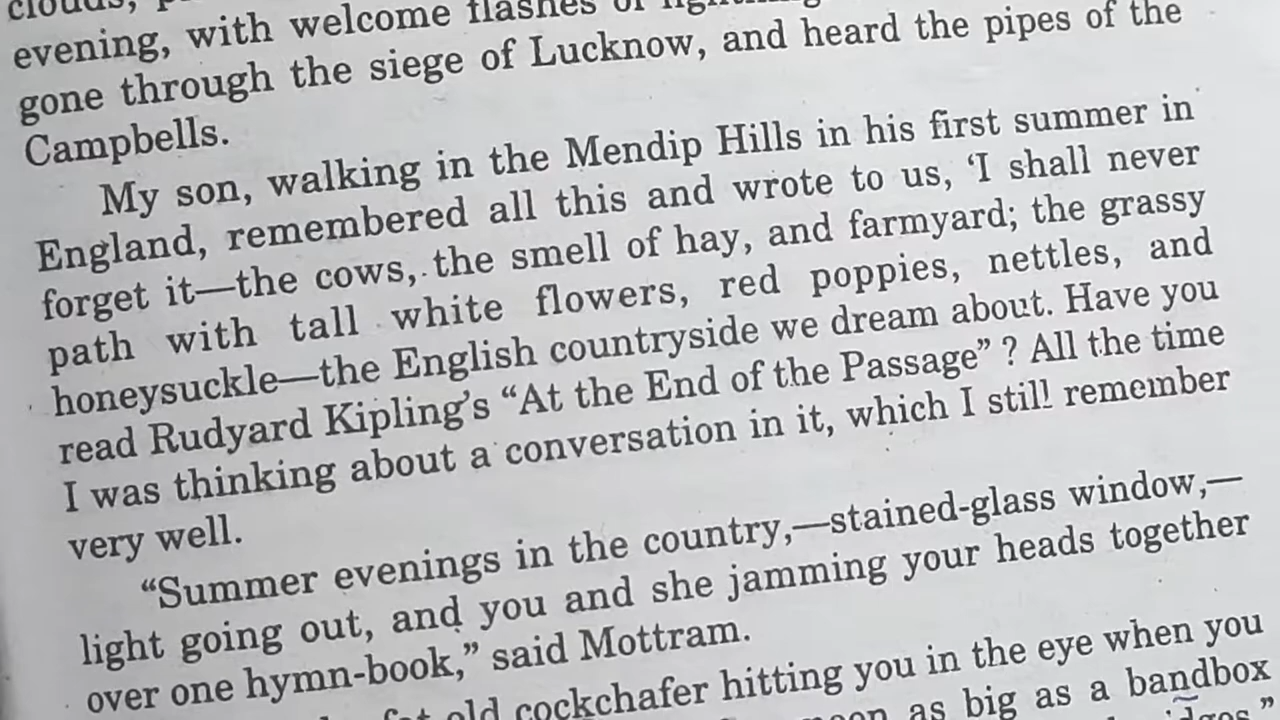 clouds,
evening, with welcome flashes of
gone through the siege of Lucknow, and heard the pipes of the
Campbells.
My son, walking in the Mendip Hills in his first summer in
England, remembered all this and wrote to us, ‘I shall never
forget it—the cows, the smell of hay, and farmyard; the grassy
path with tall white flowers, red poppies, nettles, and
honeysuckle—the English countryside we dream about. Have you
read Rudyard Kipling's “At the End of the Passage” ? All the time
I was thinking about a conversation in it, which I still remember
very well.
“Summer evenings in the country,—stained-glass window,—
light going out, and you and she jamming your heads together
over one hymn-book,” said Mottram.
old cockchafer hitting you in the eye when you
as big as a bandbox